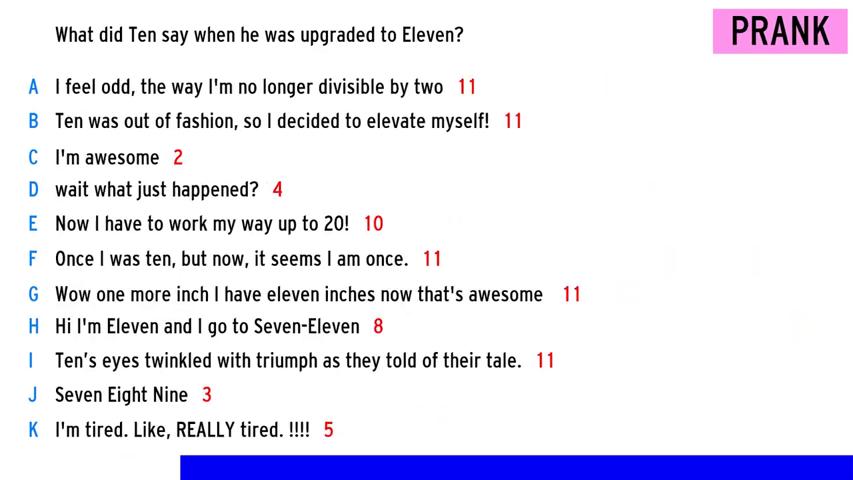 What did Ten say when he was upgraded to Eleven?
PRANK
A I feel odd, the way I'm no longer divisible by two 11
B Ten was out of fashion, so I decided to elevate myself! 11
C I'm awesome 2
D wait what just happened? 4
E Now I have to work my way up to 20! 10
F Once I was ten, but now, it seems I am once. 11
G Wow one more inch I have eleven inches now that's awesome 11
H Hi I'm Eleven and I go to Seven-Eleven 8
I Ten’s eyes twinkled with triumph as they told of their tale. 11
J Seven Eight Nine 3
K I'm tired. Like, REALLY tired. !!!! 5